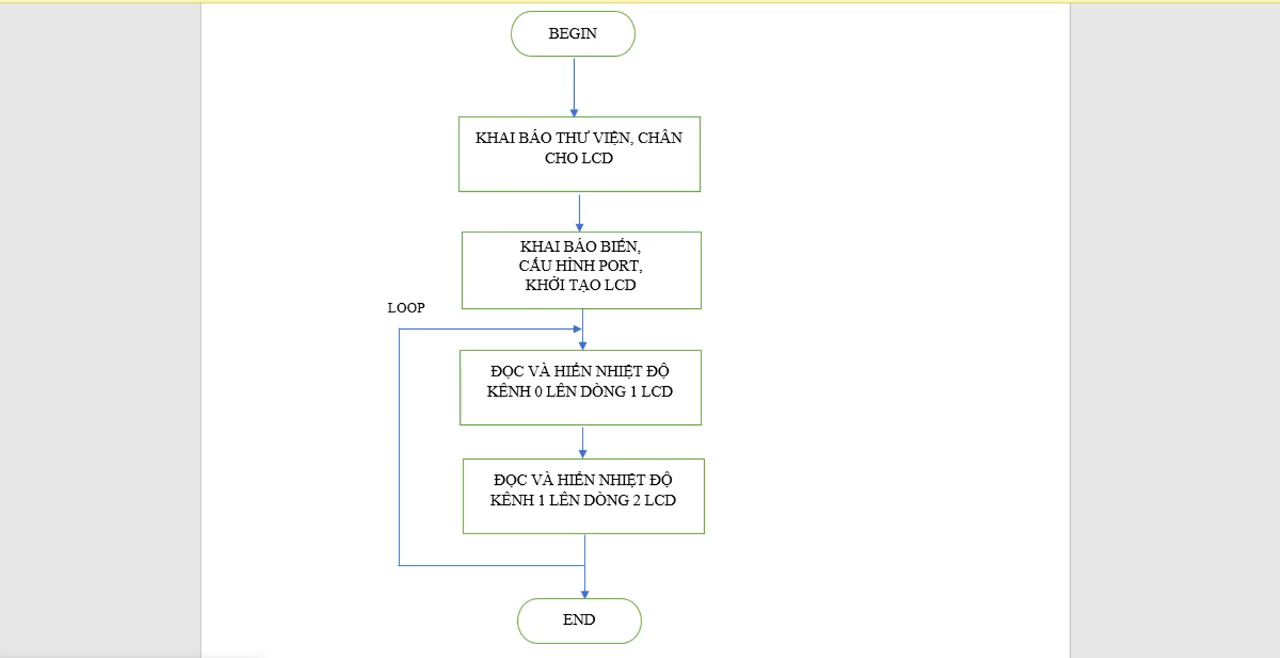 BEGIN
KHAI BÁO THƯ VIỆN, CHÂN
CHO LCD
KHAI BÁO BIẾN,
CẤU HÌNH PORT,
KHỞI TẠO LCD
LOOP
ĐỌC VÀ HIỂN NHIỆT ĐỘ
KÊNH 0 LÊN DÒNG 1 LCD
ĐỌC VÀ HIỂN NHIỆT ĐỘ
KÊNH 1 LÊN DÒNG 2 LCD
END